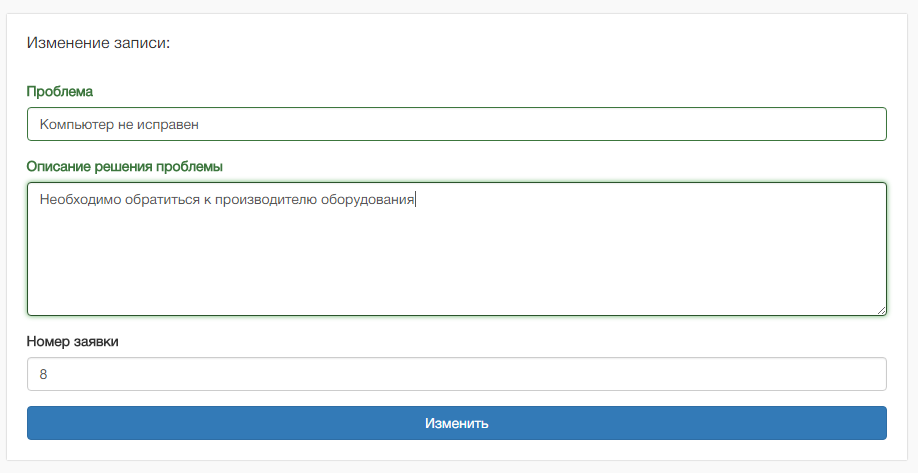 Изменение записи:
Проблема
Компьютер не исправен
Описание решения проблемы
Необходимо обратиться к производителю оборудования
Номер заявки
8
Изменить